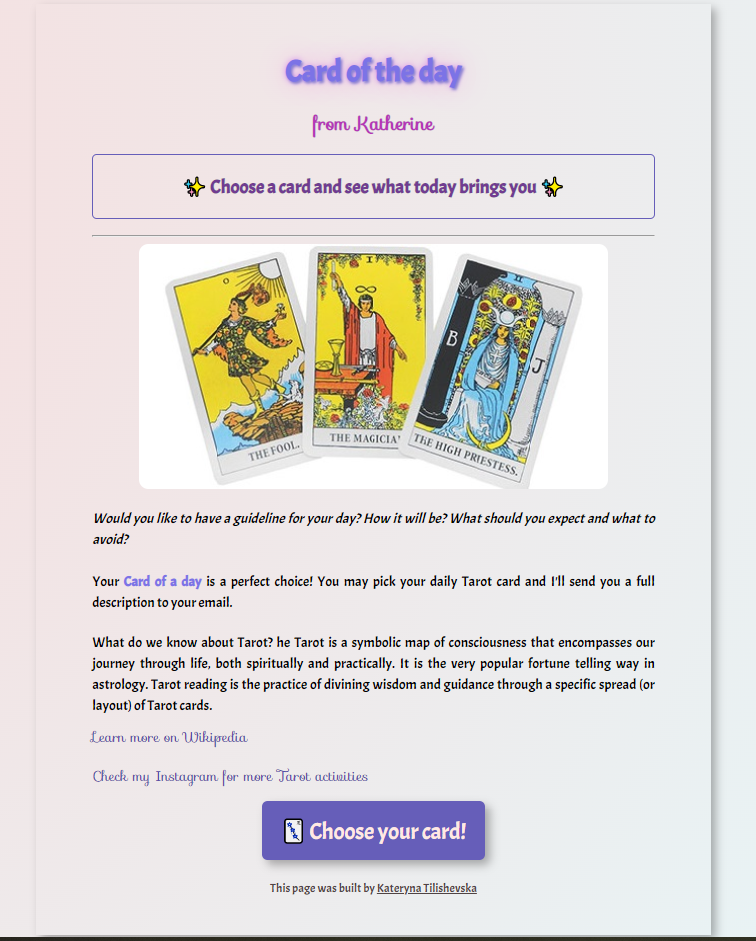 Card of the day
from Katherine
✨ Choose a card and see what today brings you ✨
0
I
II
B
J
THE FOOL.
THE MAGICIA
THE HIGH PRIESTESS.
Would you like to have a guideline for your day? How it will be? What should you expect and what to
avoid?
Your Card of a day is a perfect choice! You may pick your daily Tarot card and I'll send you a full
description to your email.
What do we know about Tarot? he Tarot is a symbolic map of consciousness that encompasses our
journey through life, both spiritually and practically. It is the very popular fortune telling way in
astrology. Tarot reading is the practice of divining wisdom and guidance through a specific spread (or
layout) of Tarot cards.
Learn more on Wikipedia
Check my Instagram for more Tarot activities
Choose your card!
This page was built by Kateryna Tilishevska